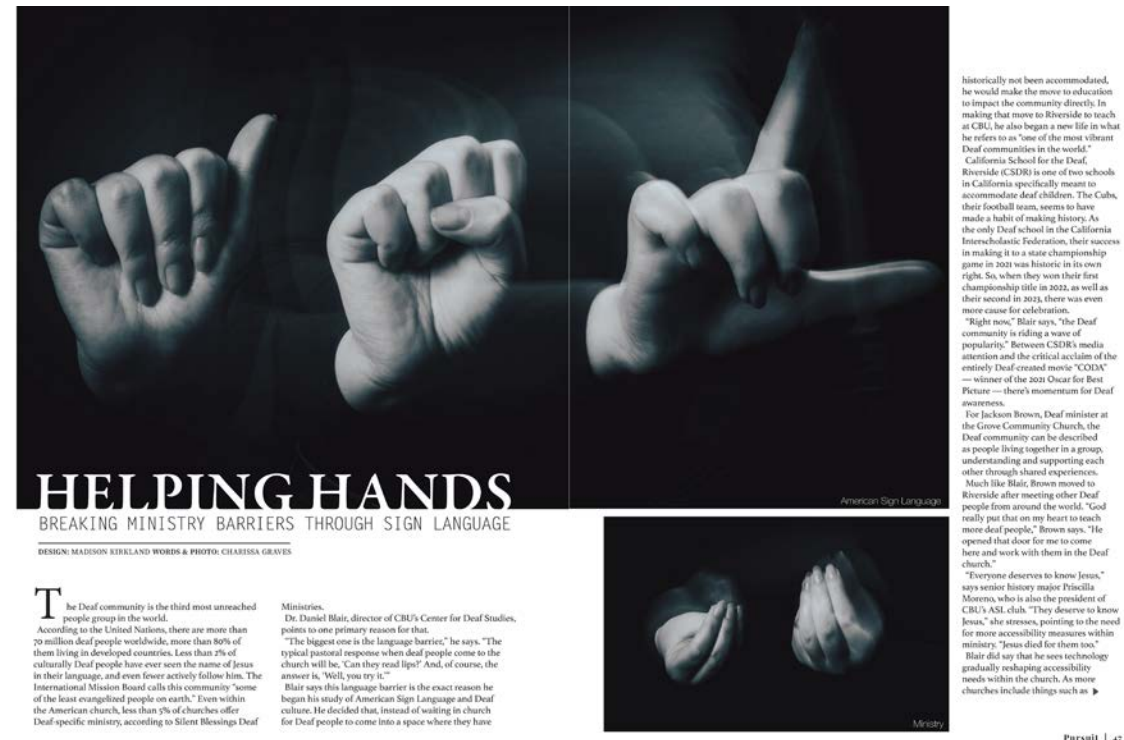 American Sign Language
HELPING HANDS
BREAKING MINISTRY BARRIERS THROUGH SIGN LANGUAGE
DESIGN: MADISON KIRKLAND WORDS & PHOTO: CHARISSA GRAVES
The Deaf community is the third most unreached
people group in the world.
According to the United Nations, there are more than
70 million deaf people worldwide, more than 80% of
them living in developed countries. Less than 2% of
culturally Deaf people have ever seen the name of Jesus
in their language, and even fewer actively follow him. The
International Mission Board calls this community "some
of the least evangelized people on earth." Even within
the American church, less than 5% of churches offer
Deaf-specific ministry, according to Silent Blessings Deaf
Ministries.
Dr. Daniel Blair, director of CBU's Center for Deaf Studies,
points to one primary reason for that.
"The biggest one is the language barrier," he says. "The
typical pastoral response when deaf people come to the
church will be, 'Can they read lips?' And, of course, the
answer is, 'Well, you try it.'"
Blair says this language barrier is the exact reason he
began his study of American Sign Language and Deaf
culture. He decided that, instead of waiting in church
for Deaf people to come into a space where they have
Ministry
historically not been accommodated,
he would make the move to education
to impact the community directly. In
making that move to Riverside to teach
at CBU, he also began a new life in what
he refers to as "one of the most vibrant
Deaf communities in the world."
California School for the Deaf,
Riverside (CSDR) is one of two schools
in California specifically meant to
accommodate deaf children. The Cubs,
their football team, seems to have
made a habit of making history. As
the only Deaf school in the California
Interscholastic Federation, their success
in making it to a state championship
game in 2021 was historic in its own
right. So, when they won their first
championship title in 2022, as well as
their second in 2023, there was even
more cause for celebration.
"Right now," Blair says, "the Deaf
community is riding a wave of
popularity." Between CSDR's media
attention and the critical acclaim of the
entirely Deaf-created movie "CODA"
— winner of the 2021 Oscar for Best
Picture — there's momentum for Deaf
awareness.
For Jackson Brown, Deaf minister at
the Grove Community Church, the
Deaf community can be described
as people living together in a group,
understanding and supporting each
other through shared experiences.
Much like Blair, Brown moved to
Riverside after meeting other Deaf
people from around the world. "God
really put that on my heart to teach
more deaf people," Brown says. "He
opened that door for me to come
here and work with them in the Deaf
church."
"Everyone deserves to know Jesus,"
says senior history major Priscilla
Moreno, who is also the president of
CBU's ASL club. "They deserve to know
Jesus," she stresses, pointing to the need
for more accessibility measures within
ministry. "Jesus died for them too."
Blair did say that he sees technology
gradually reshaping accessibility
needs within the church. As more
churches include things such as ▶
Pursuit | 47